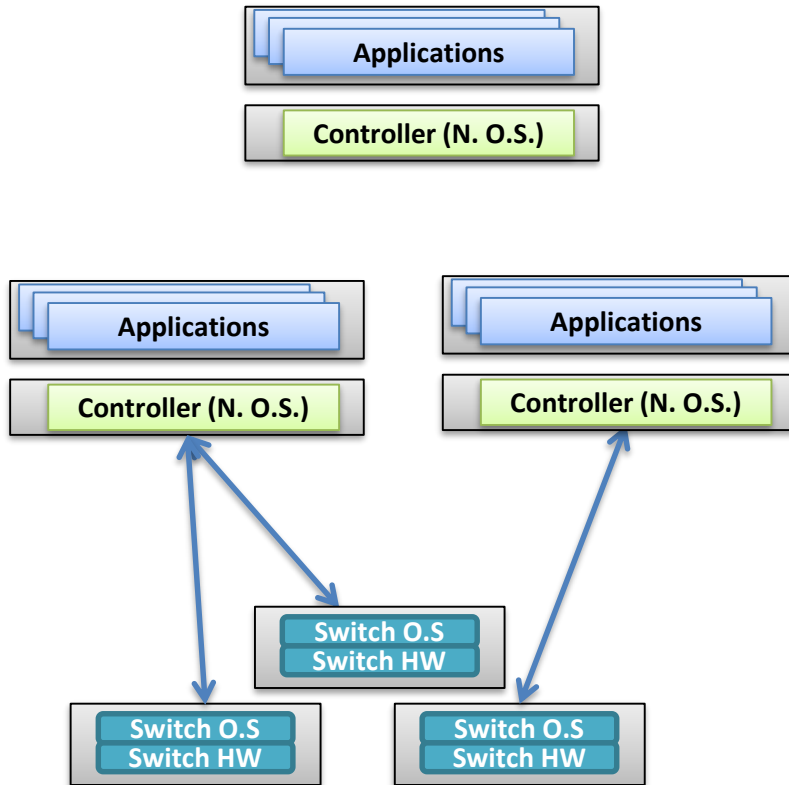 Applications
Controller (N. O.S.)
Applications
Controller (N. O.S.)
Applications
Controller (N. O.S.)
Switch O.S
Switch HW
Switch O.S
Switch HW
Switch O.S
Switch HW